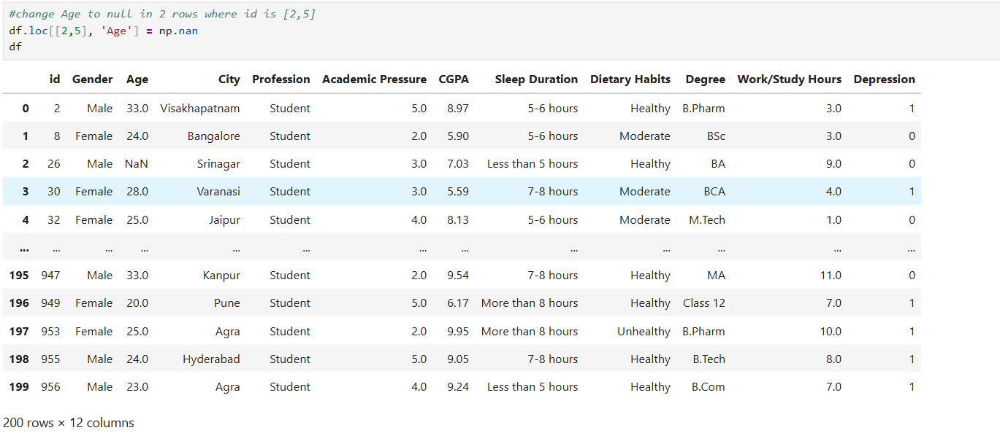 #change Age to null in 2 rows where id is [2,5]
df.loc[[2,5], 'Age'] = np.nan
df
id Gender Age City Profession Academic Pressure CGPA Sleep Duration Dietary Habits Degree Work/Study Hours Depression
0 2 Male 33.0 Visakhapatnam Student 5.0 8.97 5-6 hours Healthy B.Pharm 3.0 1
1 8 Female 24.0 Bangalore Student 2.0 5.90 5-6 hours Moderate BSc 3.0 0
2 26 Male NaN Srinagar Student 3.0 7.03 Less than 5 hours Healthy BA 9.0 0
3 30 Female 28.0 Varanasi Student 3.0 5.59 7-8 hours Moderate BCA 4.0 1
4 32 Female 25.0 Jaipur Student 4.0 8.13 5-6 hours Moderate M.Tech 1.0 0
... ... ... ... ... ... ... ... ... ... ... ... ...
195 947 Male 33.0 Kanpur Student 2.0 9.54 7-8 hours Healthy MA 11.0 0
196 949 Female 20.0 Pune Student 5.0 6.17 More than 8 hours Healthy Class 12 7.0 1
197 953 Female 25.0 Agra Student 2.0 9.95 More than 8 hours Unhealthy B.Pharm 10.0 1
198 955 Male 24.0 Hyderabad Student 5.0 9.05 7-8 hours Healthy B.Tech 8.0 1
199 956 Male 23.0 Agra Student 4.0 9.24 Less than 5 hours Healthy B.Com 7.0 1
200 rows × 12 columns